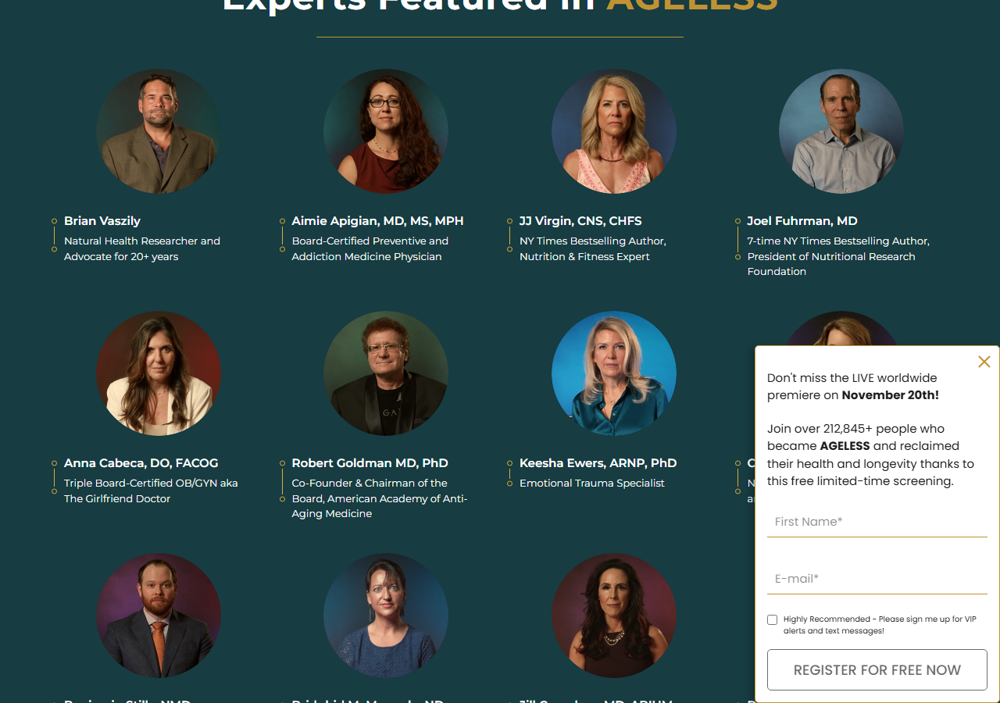 Experts Featured in AGELESS
Brian Vaszily
Natural Health Researcher and
Advocate for 20+ years
Aimie Apigian, MD, MS, MPH
Board-Certified Preventive and
Addiction Medicine Physician
JJ Virgin, CNS, CHFS
NY Times Bestselling Author,
Nutrition & Fitness Expert
Joel Fuhrman, MD
7-time NY Times Bestselling Author,
President of Nutritional Research
Foundation
Anna Cabeca, DO, FACOG
Triple Board-Certified OB/GYN aka
The Girlfriend Doctor
Robert Goldman MD, PhD
Co-Founder & Chairman of the
Board, American Academy of Anti-
Aging Medicine
Keesha Ewers, ARNP, PhD
Emotional Trauma Specialist
Don't miss the LIVE worldwide
premiere on November 20th!
Join over 212,845+ people who
became AGELESS and reclaimed
their health and longevity thanks to
this free limited-time screening.
First Name*
E-mail*
Highly Recommended - Please sign me up for VIP
alerts and text messages!
REGISTER FOR FREE NOW